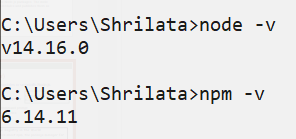 C:\Users\Shrilata>node -v
v14.16.0
C:\Users\Shrilata>npm -v
6.14.11